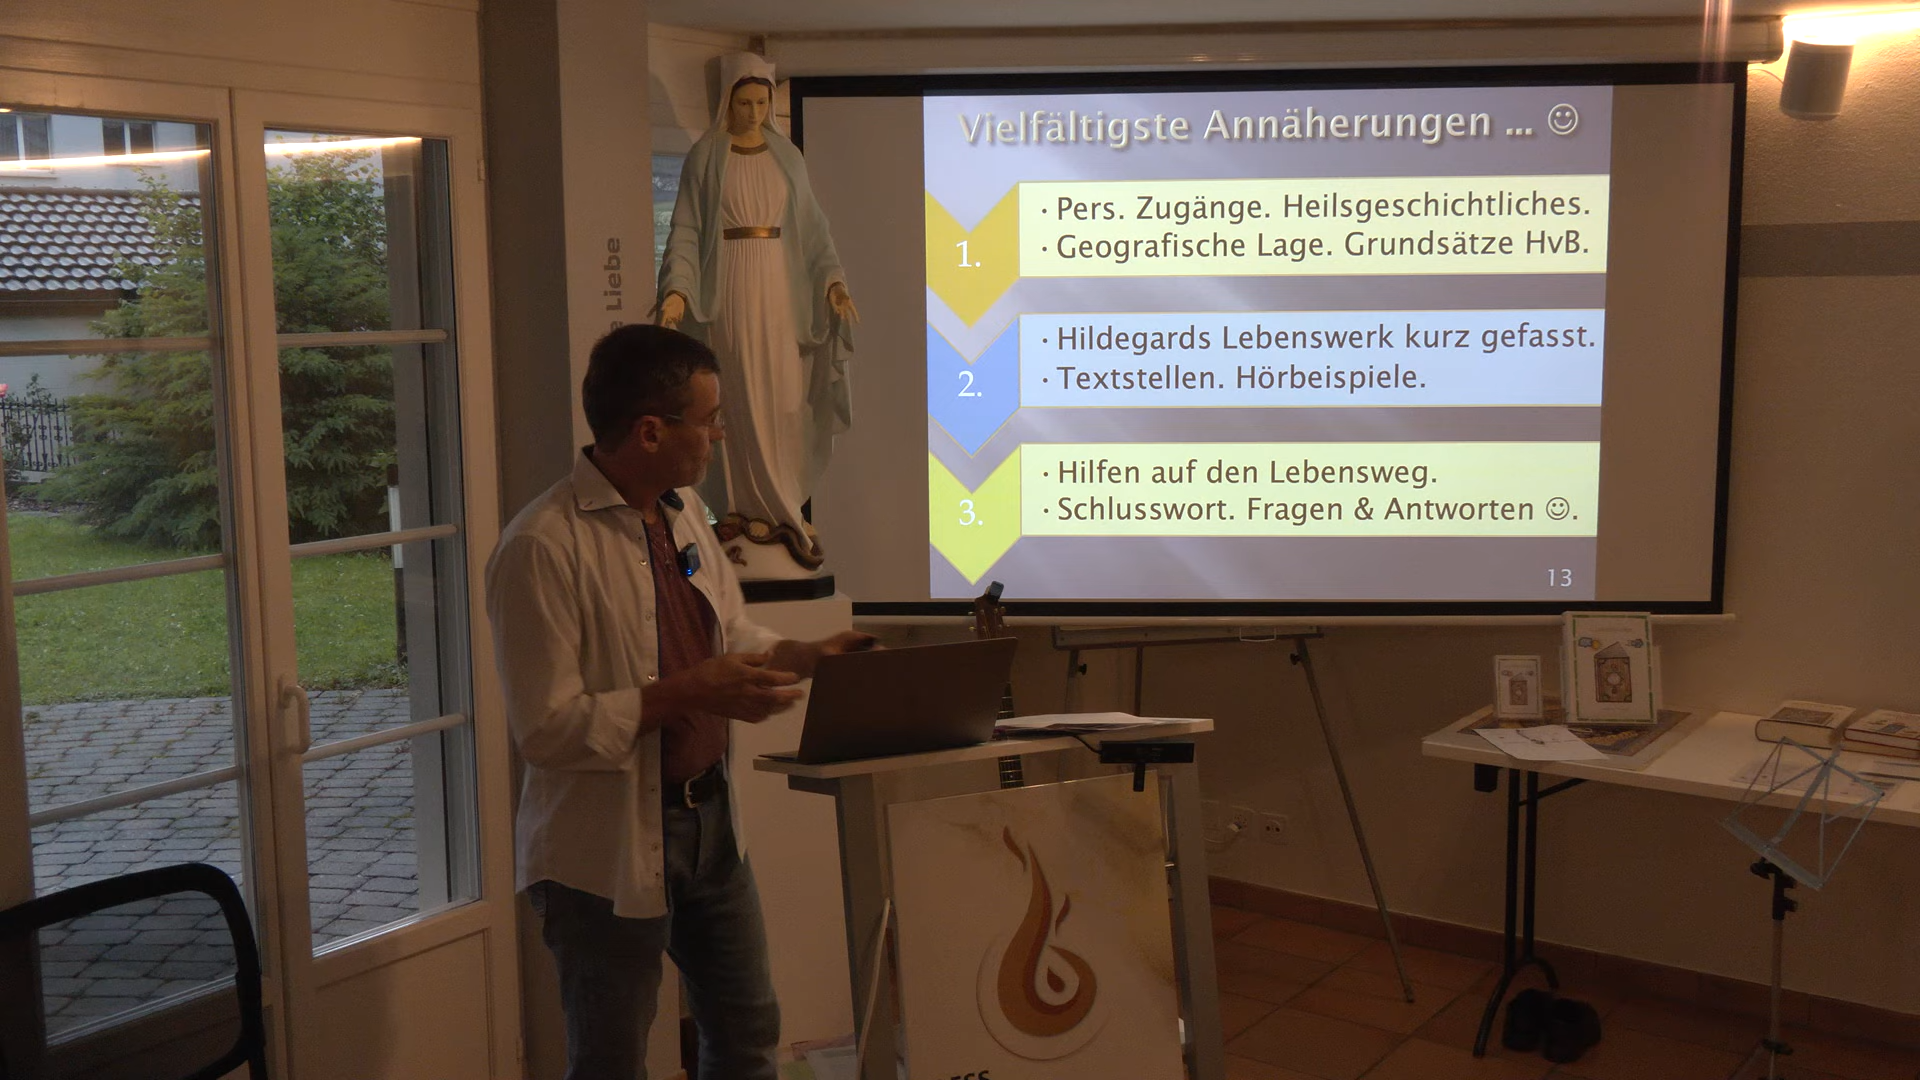 Vielfältigste Annäherungen ... ☺
1.
· Pers. Zugänge. Heilsgeschichtliches.
· Geografische Lage. Grundsätze HvB.
2.
· Hildegards Lebenswerk kurz gefasst.
· Textstellen. Hörbeispiele.
3.
· Hilfen auf den Lebensweg.
· Schlusswort. Fragen & Antworten ☺.
13
Liebe